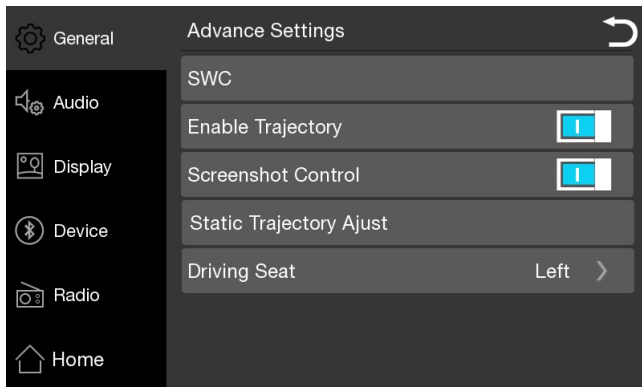 General
Audio
Display
Device
Radio
Home
Advance Settings
SWC
Enable Trajectory
Screenshot Control
Static Trajectory Ajust
Driving Seat Left